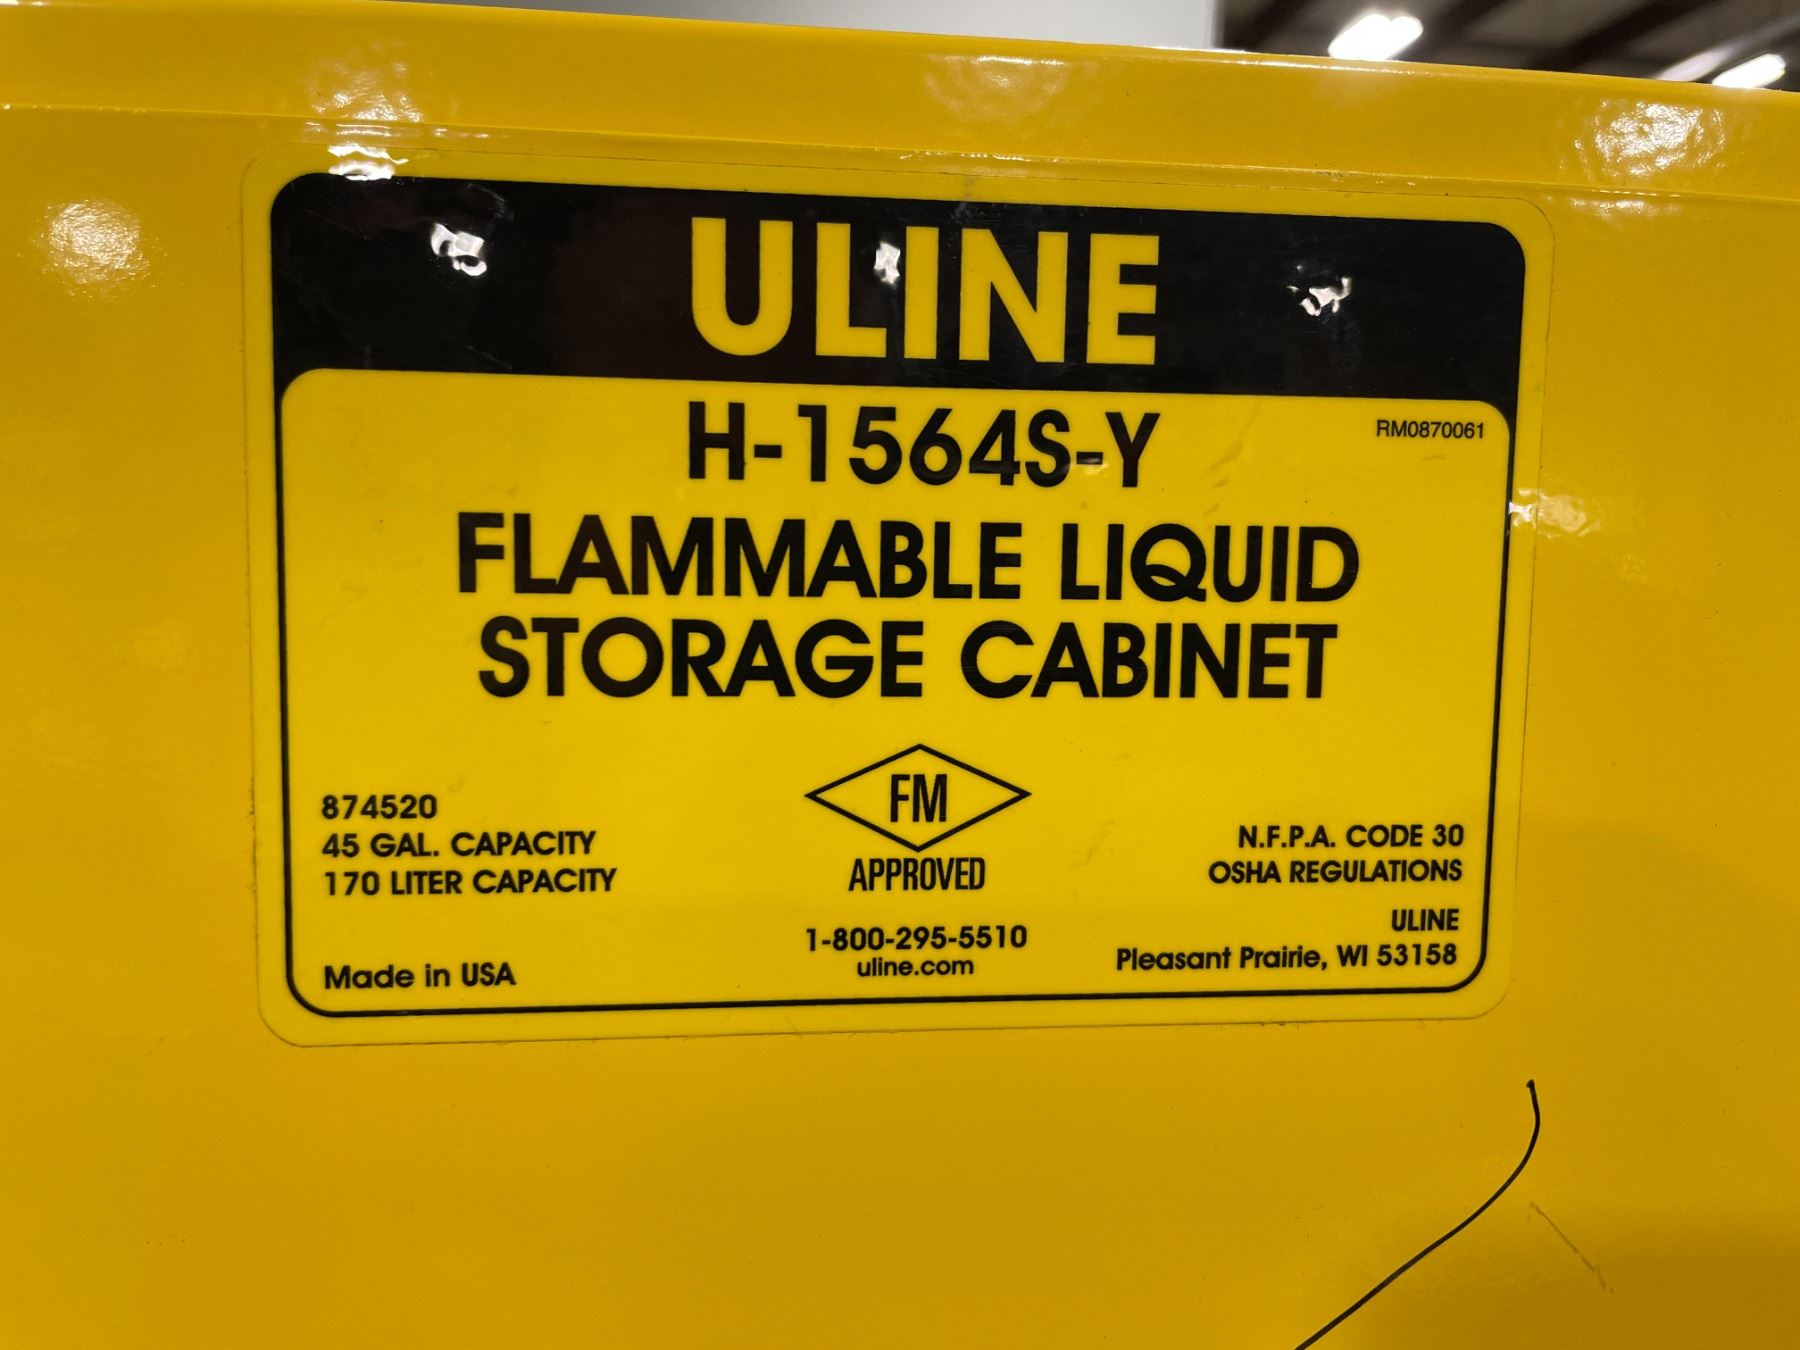 ULINE
H-1564S-Y
RM0870061
FLAMMABLE LIQUID
STORAGE CABINET
874520
45 GAL. CAPACITY
170 LITER CAPACITY
Made in USA
FM
APPROVED
1-800-295-5510
uline.com
N.F.P.A. CODE 30
OSHA REGULATIONS
ULINE
Pleasant Prairie, WI 53158